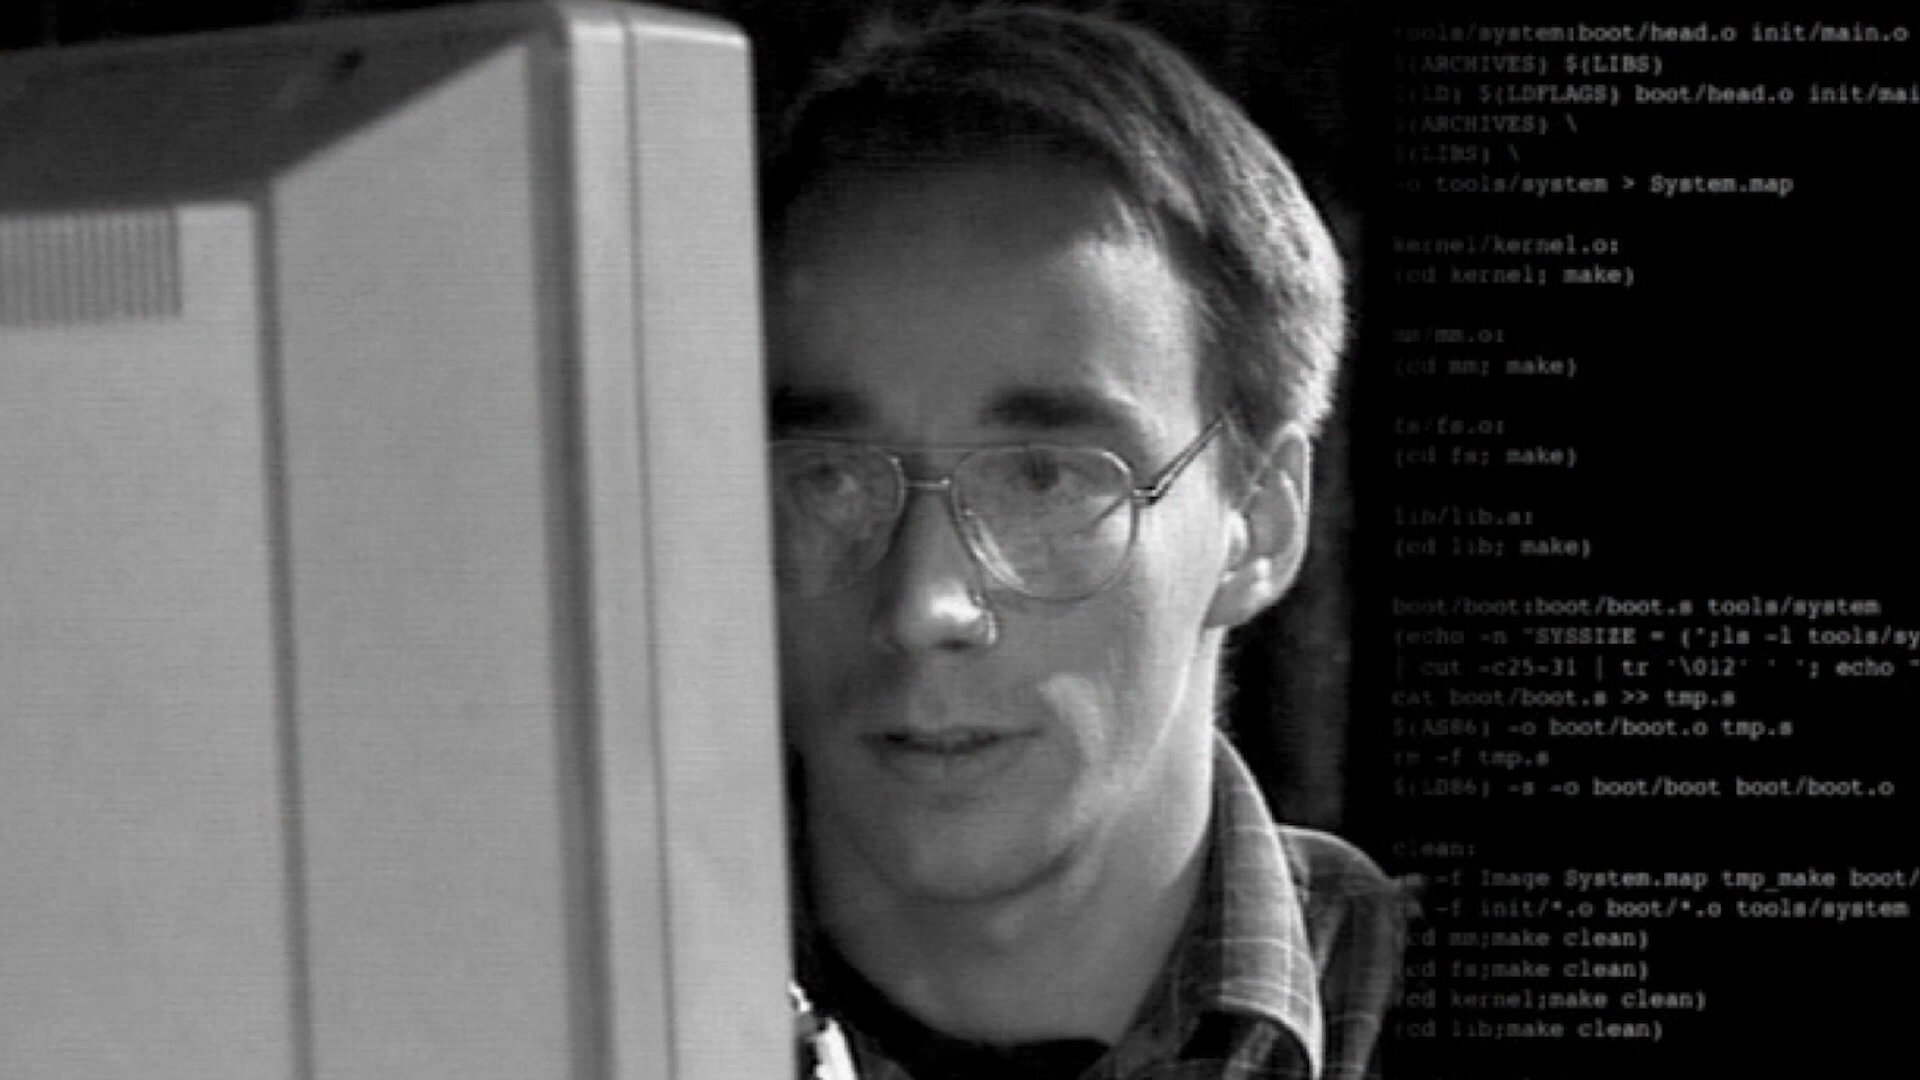 tools/system:boot/head.o init/main.o
$(ARCHIVES) $(LIBS)
$(LD) $(LDFLAGS) boot/head.o init/mai
$(ARCHIVES) \
$(LIBS) \
-o tools/system > System.map
kernel/kernel.o:
(cd kernel; make)
mm/mm.o:
(cd mm; make)
fs/fs.o:
(cd fs; make)
lib/lib.a:
(cd lib; make)
boot/boot:boot/boot.s tools/system
(echo -n "SYSSIZE = (";ls -l tools/sy
| cut -c25-31 | tr '\012' ' '; echo "
cat boot/boot.s >> tmp.s
$(AS86) -o boot/boot.o tmp.s
rm -f tmp.s
$(LD86) -s -o boot/boot boot/boot.o
clean:
rm -f Image System.map tmp_make boot/
rm -f init/*.o boot/*.o tools/system
(cd mm;make clean)
(cd fs;make clean)
(cd kernel;make clean)
(cd lib;make clean)